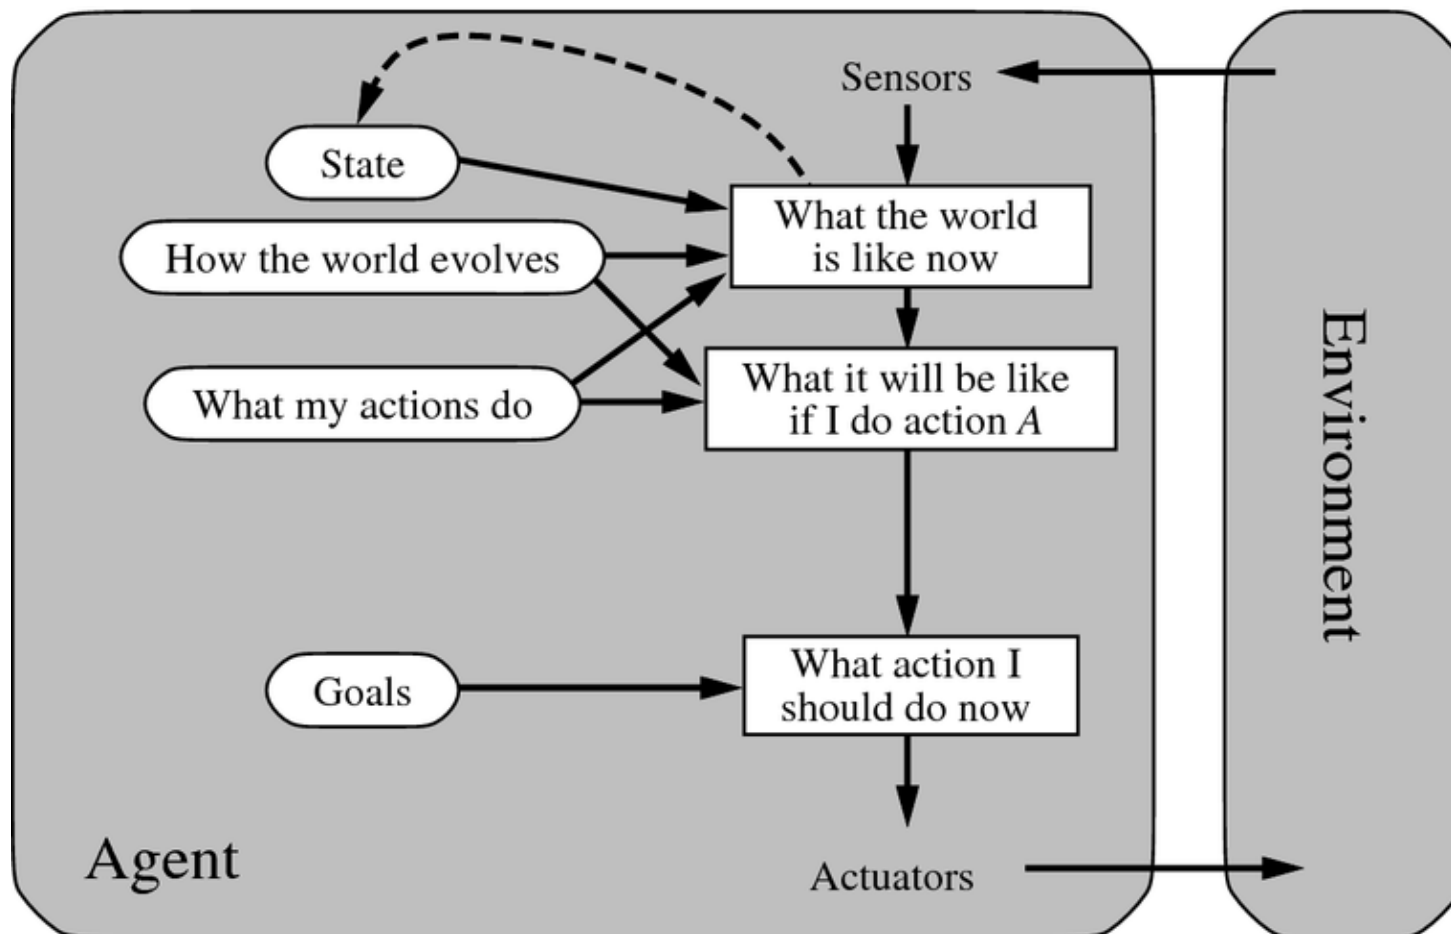 Sensors
State
What the world
is like now
How the world evolves
What it will be like
if I do action A
What my actions do
Environment
What action I
should do now
Goals
Agent
Actuators